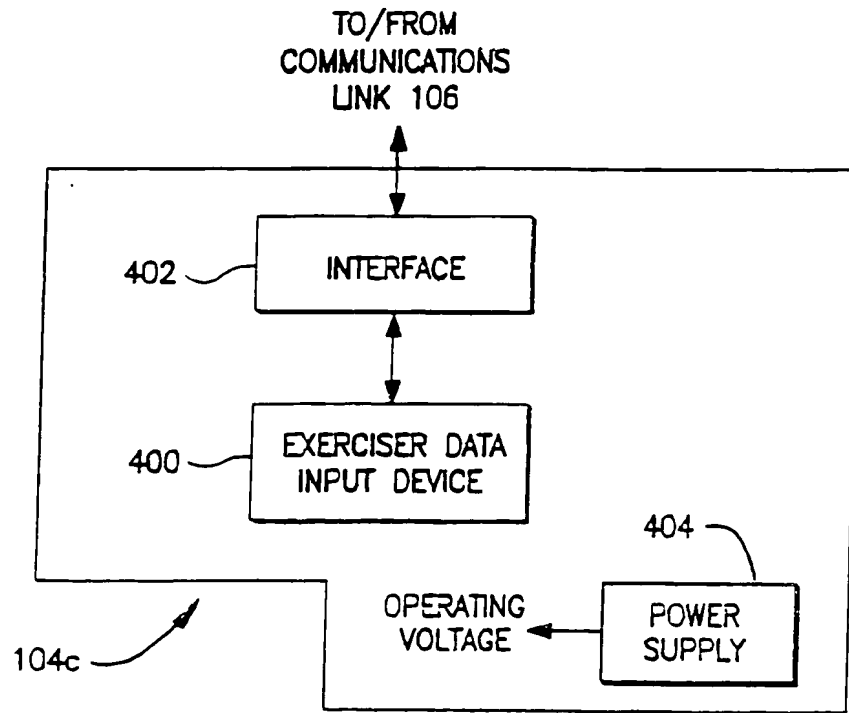 TO/FROM
COMMUNICATIONS
LINK 106
402
INTERFACE
400
EXERCISER DATA
INPUT DEVICE
404
OPERATING
VOLTAGE
POWER
SUPPLY
104c